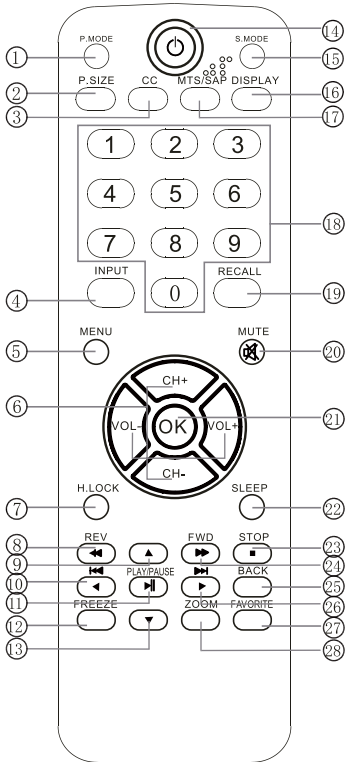 P.MODE S.MODE ⑭
① ⑮
P.SIZE CC MTS/SAP DISPLAY
② ⑯
③ ⑰
1 2 3
4 5 6
⑱
7 8 9
INPUT RECALL
④ 0 ⑲
MENU MUTE
⑤ ⑳
CH+
⑥
VOL- OK VOL+ ㉑
CH-
H.LOCK SLEEP
⑦ ㉒
REV FWD STOP
⑧ ㉓
⑨ PLAY/PAUSE BACK ㉔
⑩ ㉕
⑪ ㉖
FREEZE ZOOM FAVORITE
⑫ ㉗
⑬ ㉘